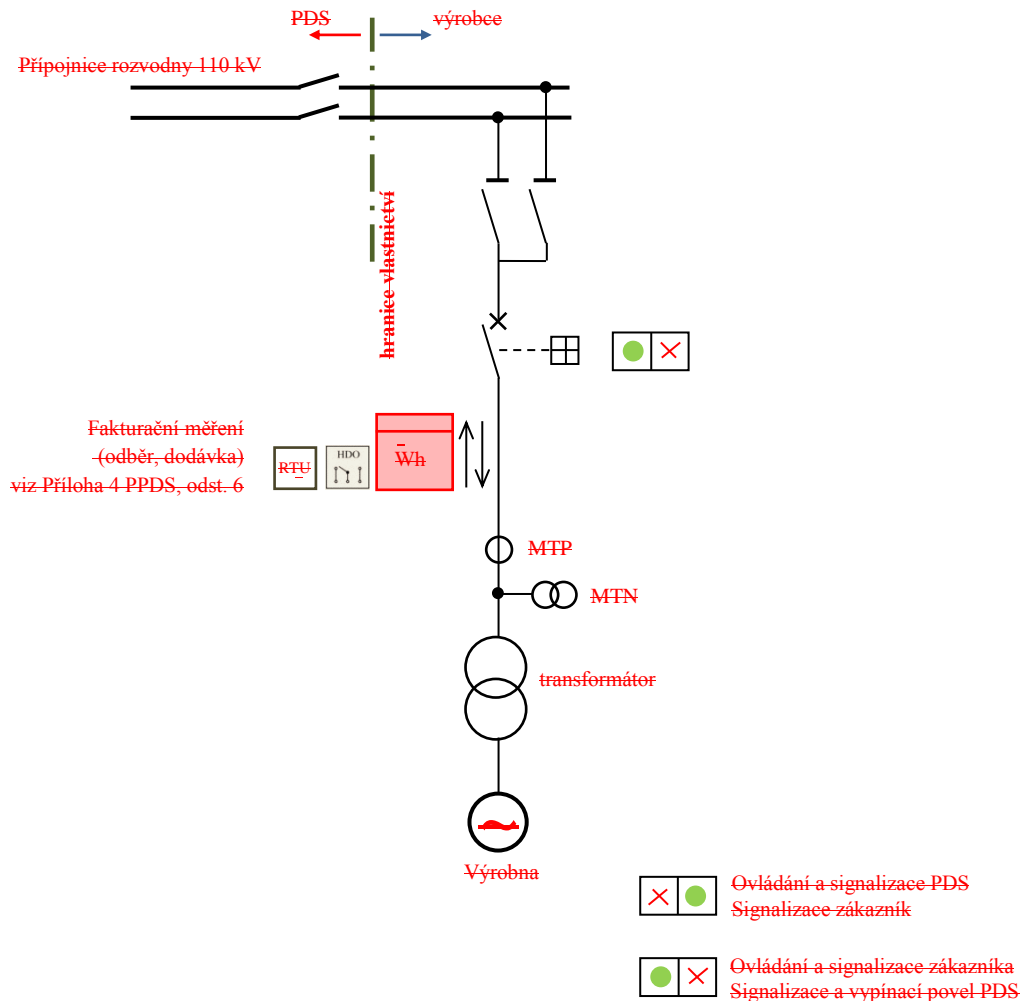 PDS
výrobce
Přípojnice rozvodny 110 kV
hranice vlastnictví
Fakturační měření
(odběr, dodávka)
viz Příloha 4 PPDS, odst. 6
RTU
HDO
Wh
MTP
MTN
transformátor
Výrobna
Ovládání a signalizace PDS
Signalizace zákazník
Ovládání a signalizace zákazníka
Signalizace a vypínací povel PDS